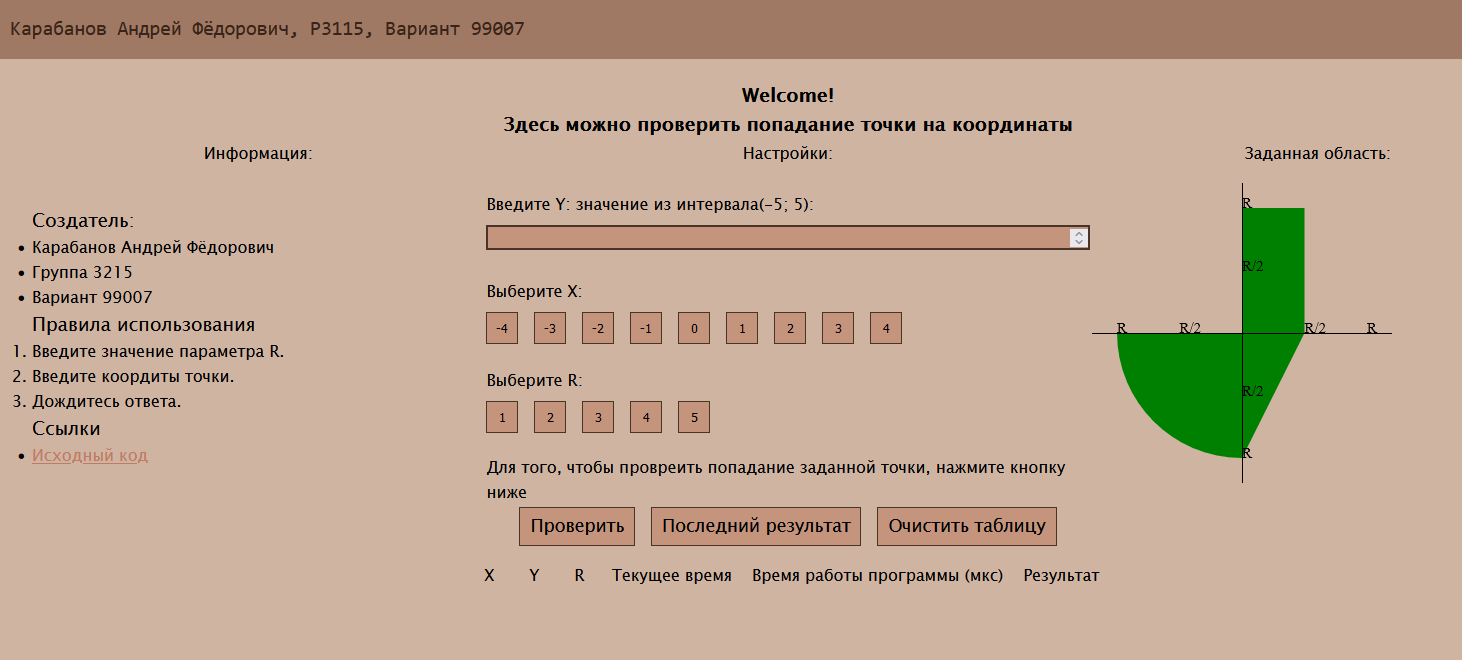 Карабанов Андрей Фёдорович, P3115, Вариант 99007
Welcome!
Здесь можно проверить попадание точки на координаты
Информация:
Создатель:
Карабанов Андрей Фёдорович
Группа 3215
Вариант 99007
Правила использования
1. Введите значение параметра R.
2. Введите коордиты точки.
3. Дождитесь ответа.
Ссылки
Исходный код
Настройки:
Введите Y: значение из интервала(-5; 5):
Выберите X:
-4 -3 -2 -1 0 1 2 3 4
Выберите R:
1 2 3 4 5
Для того, чтобы провреить попадание заданной точки, нажмите кнопку
ниже
Проверить Последний результат Очистить таблицу
X Y R Текущее время Время работы программы (мкс) Результат
Заданная область:
R
R/2
R R/2 R/2 R
R/2
R